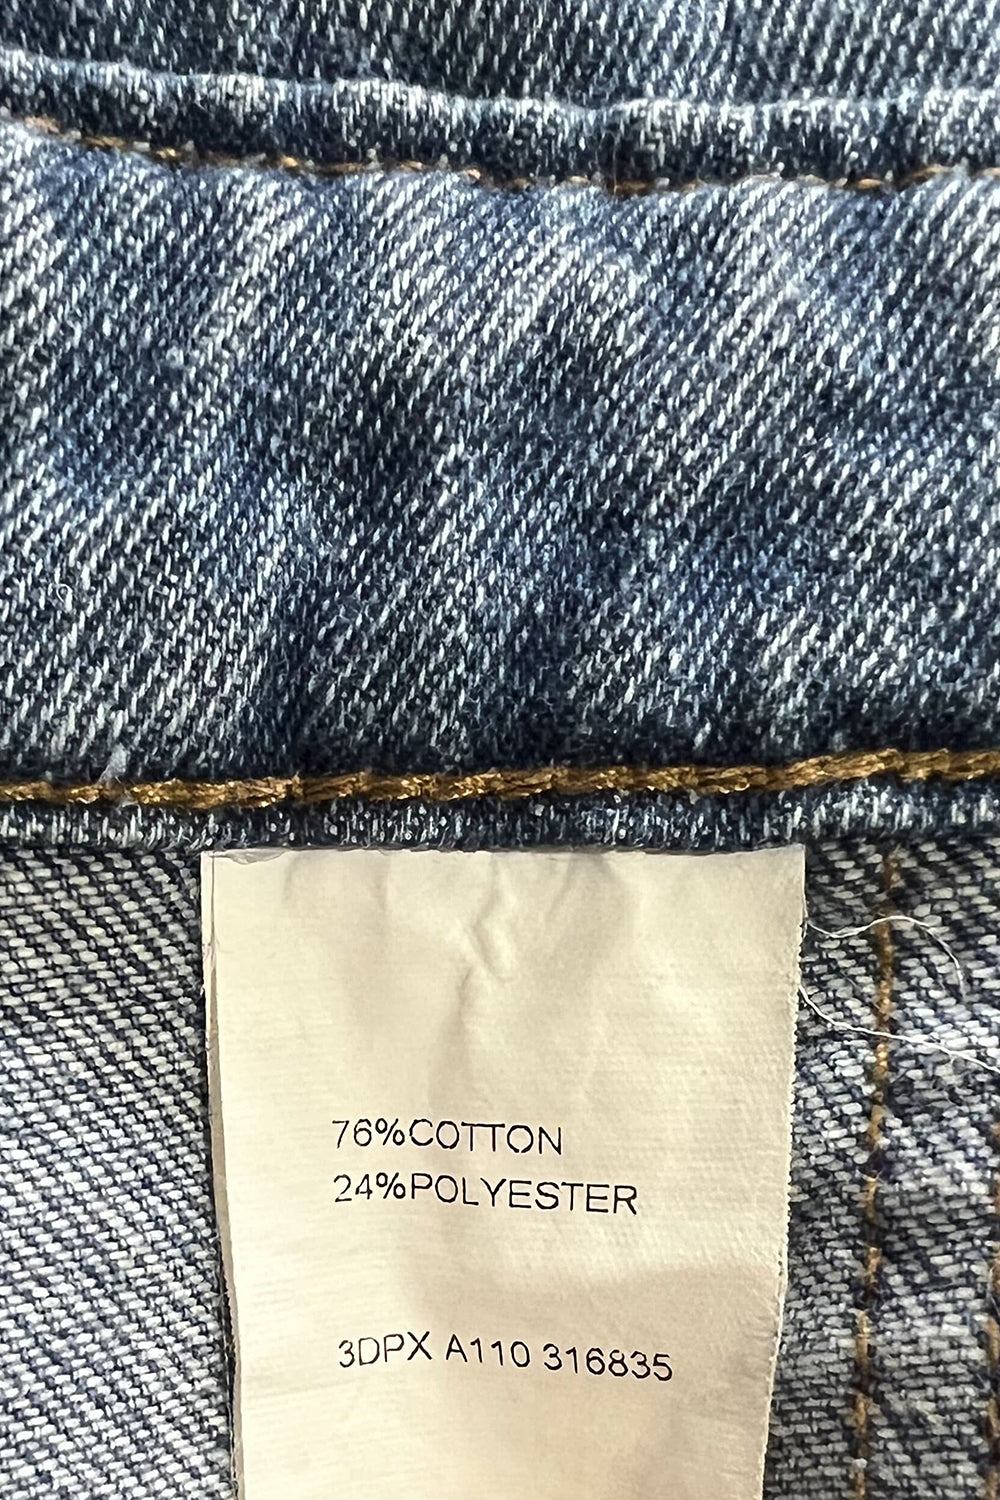 76%COTTON
24%POLYESTER
3DPX A110 316835